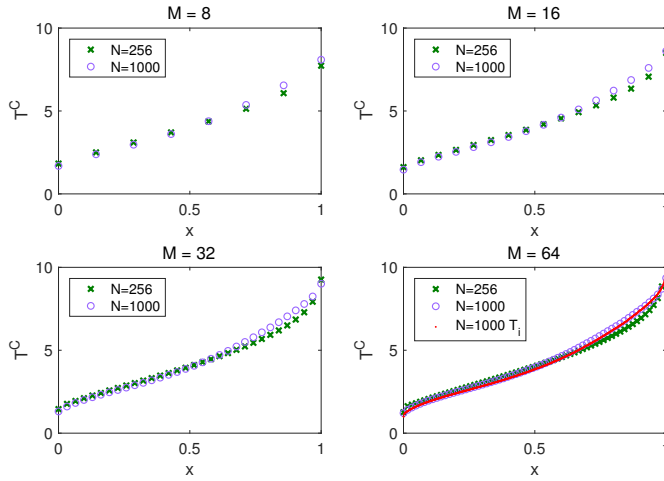 M = 8
10
5
0
T^C
N=256
N=1000
0
0.5
1
x
M = 16
10
5
0
T^C
N=256
N=1000
0
0.5
1
x
M = 32
10
5
0
T^C
N=256
N=1000
0
0.5
1
x
M = 64
10
5
0
T^C
N=256
N=1000
N=1000 T_i
0
0.5
1
x